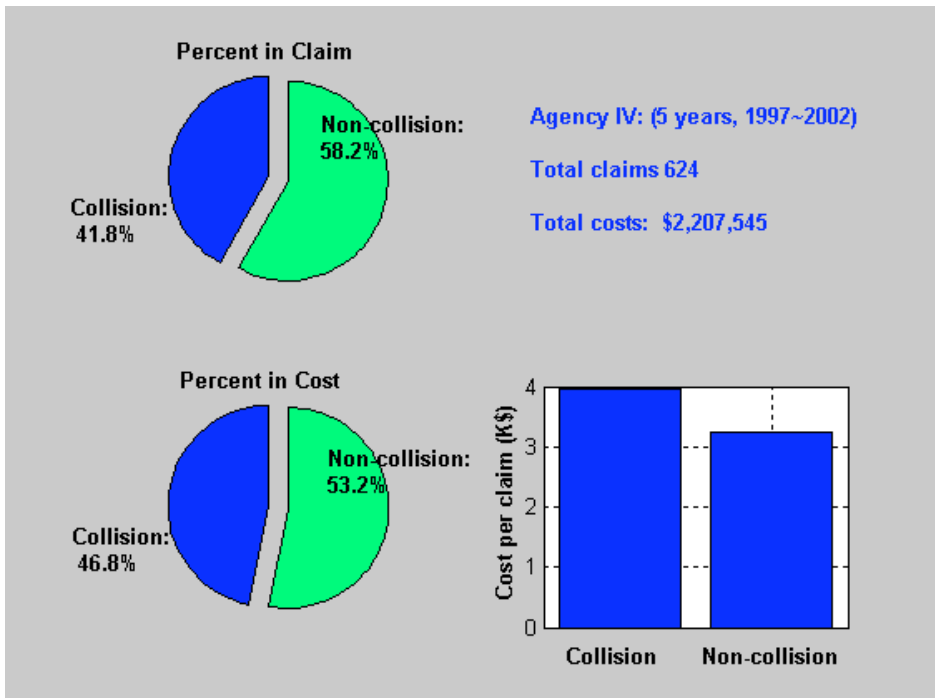 Percent in Claim
Non-collision:
58.2%
Collision:
41.8%
Agency IV: (5 years, 1997~2002)
Total claims 624
Total costs: $2,207,545
Percent in Cost
Non-collision:
53.2%
Collision:
46.8%
Cost per claim (K$)
4
3
2
1
0
Collision Non-collision